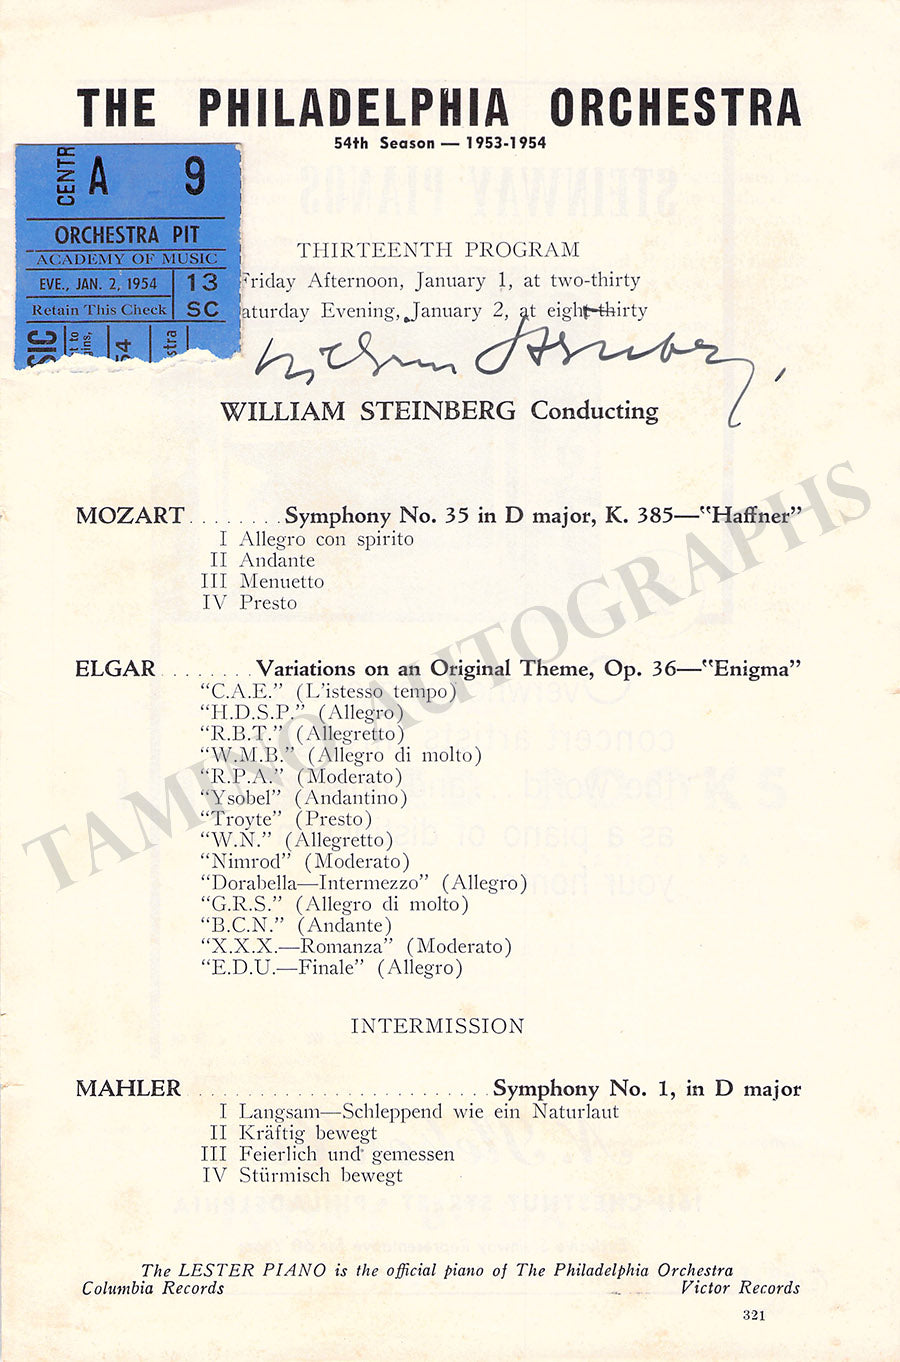 THE PHILADELPHIA ORCHESTRA
54th Season — 1953-1954
CENTR
A 9
ORCHESTRA PIT
ACADEMY OF MUSIC
EVE., JAN. 2, 1954 13
Retain This Check SC
THIRTEENTH PROGRAM
Friday Afternoon, January 1, at two-thirty
aturday Evening, January 2, at eight-thirty
William Steinberg
WILLIAM STEINBERG Conducting
MOZART ........ Symphony No. 35 in D major, K. 385—"Haffner"
I Allegro con spirito
II Andante
III Menuetto
IV Presto
ELGAR ........ Variations on an Original Theme, Op. 36—"Enigma"
"C.A.E." (L'istesso tempo)
"H.D.S.P." (Allegro)
"R.B.T." (Allegretto)
"W.M.B." (Allegro di molto)
"R.P.A." (Moderato)
"Ysobel" (Andantino)
"Troyte" (Presto)
"W.N." (Allegretto)
"Nimrod" (Moderato)
"Dorabella—Intermezzo" (Allegro)
"G.R.S." (Allegro di molto)
"B.C.N." (Andante)
"X.X.X.—Romanza" (Moderato)
"E.D.U.—Finale" (Allegro)
INTERMISSION
MAHLER ........................ Symphony No. 1, in D major
I Langsam—Schleppend wie ein Naturlaut
II Kräftig bewegt
III Feierlich und gemessen
IV Stürmisch bewegt
The LESTER PIANO is the official piano of The Philadelphia Orchestra
Columbia Records Victor Records
321
TAMINO AUTOGRAPHS